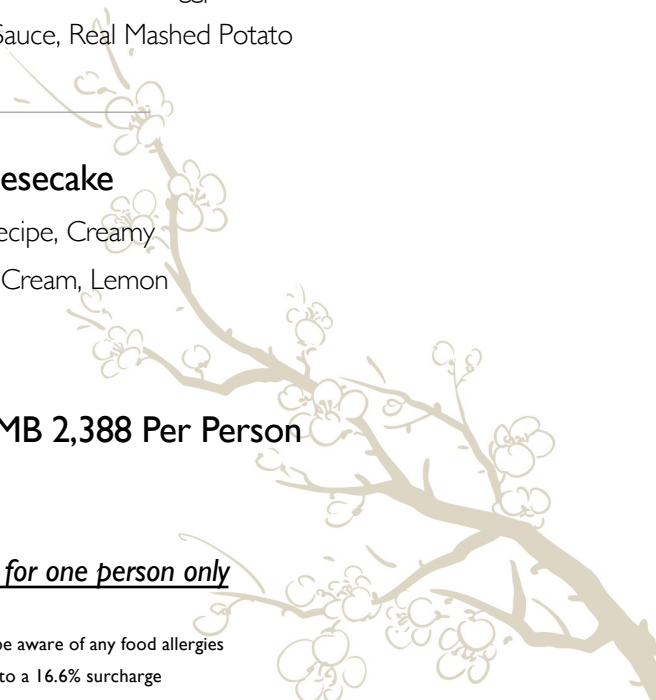 Sauce, Real Mashed Potato
esecake
ecipe, Creamy
Cream, Lemon
MB 2,388 Per Person
for one person only
be aware of any food allergies
to a 16.6% surcharge